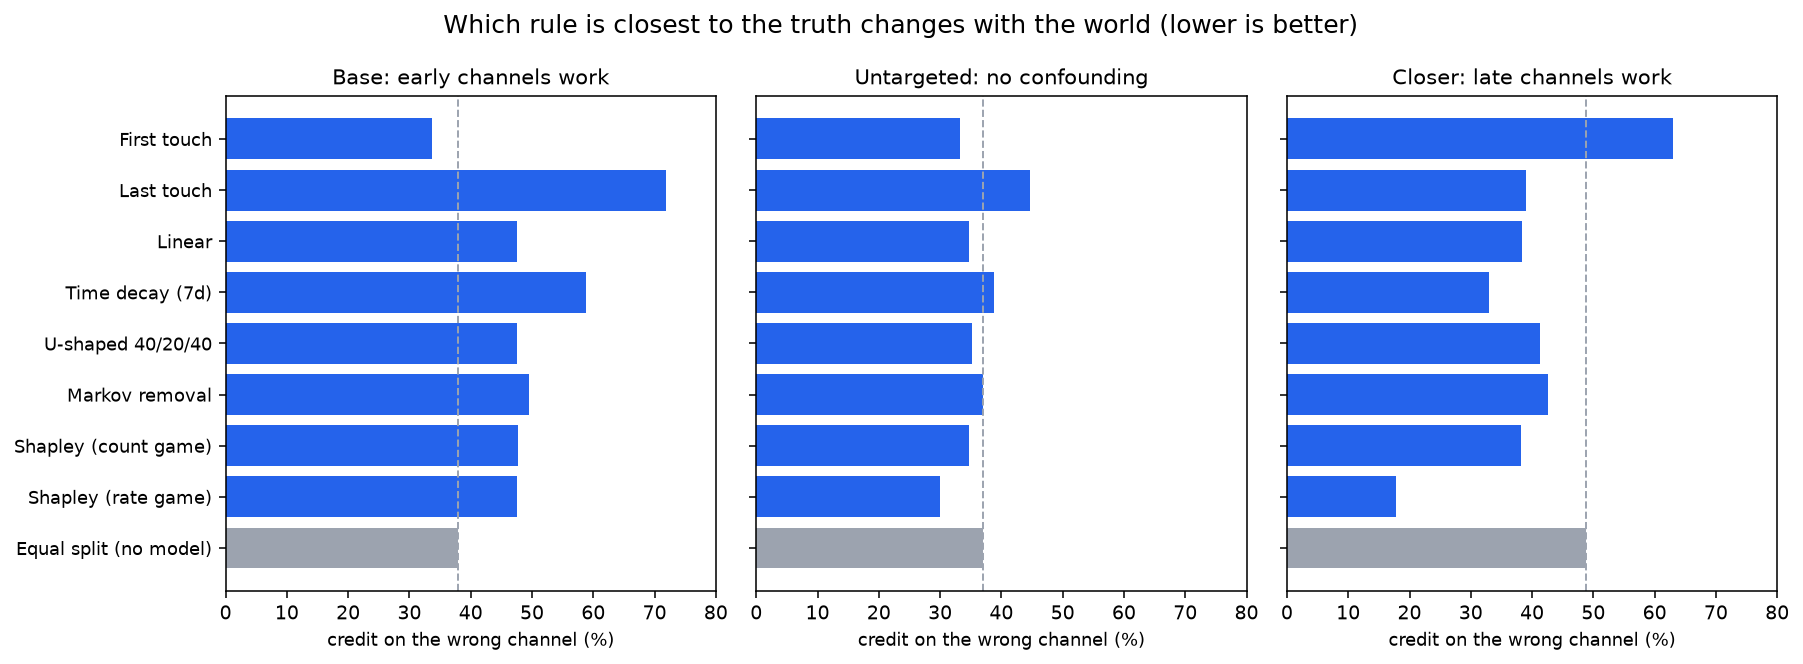 Which rule is closest to the truth changes with the world (lower is better)
Base: early channels work
Untargeted: no confounding
Closer: late channels work
First touch
Last touch
Linear
Time decay (7d)
U-shaped 40/20/40
Markov removal
Shapley (count game)
Shapley (rate game)
Equal split (no model)
0 10 20 30 40 50 60 70 80
0 10 20 30 40 50 60 70 80
0 10 20 30 40 50 60 70 80
credit on the wrong channel (%)
credit on the wrong channel (%)
credit on the wrong channel (%)